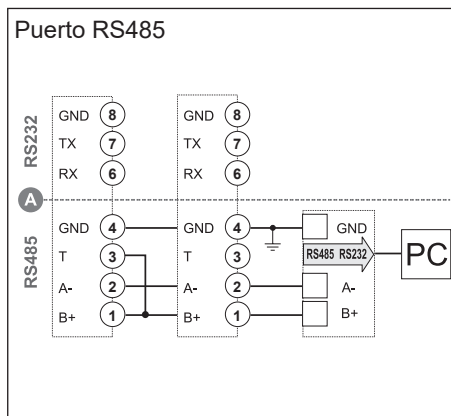 Puerto RS485
RS232
GND 8 GND 8
TX 7 TX 7
RX 6 RX 6
A
RS485
GND 4 GND 4 GND
T 3 T 3 RS485 RS232 PC
A- 2 A- 2 A-
B+ 1 B+ 1 B+